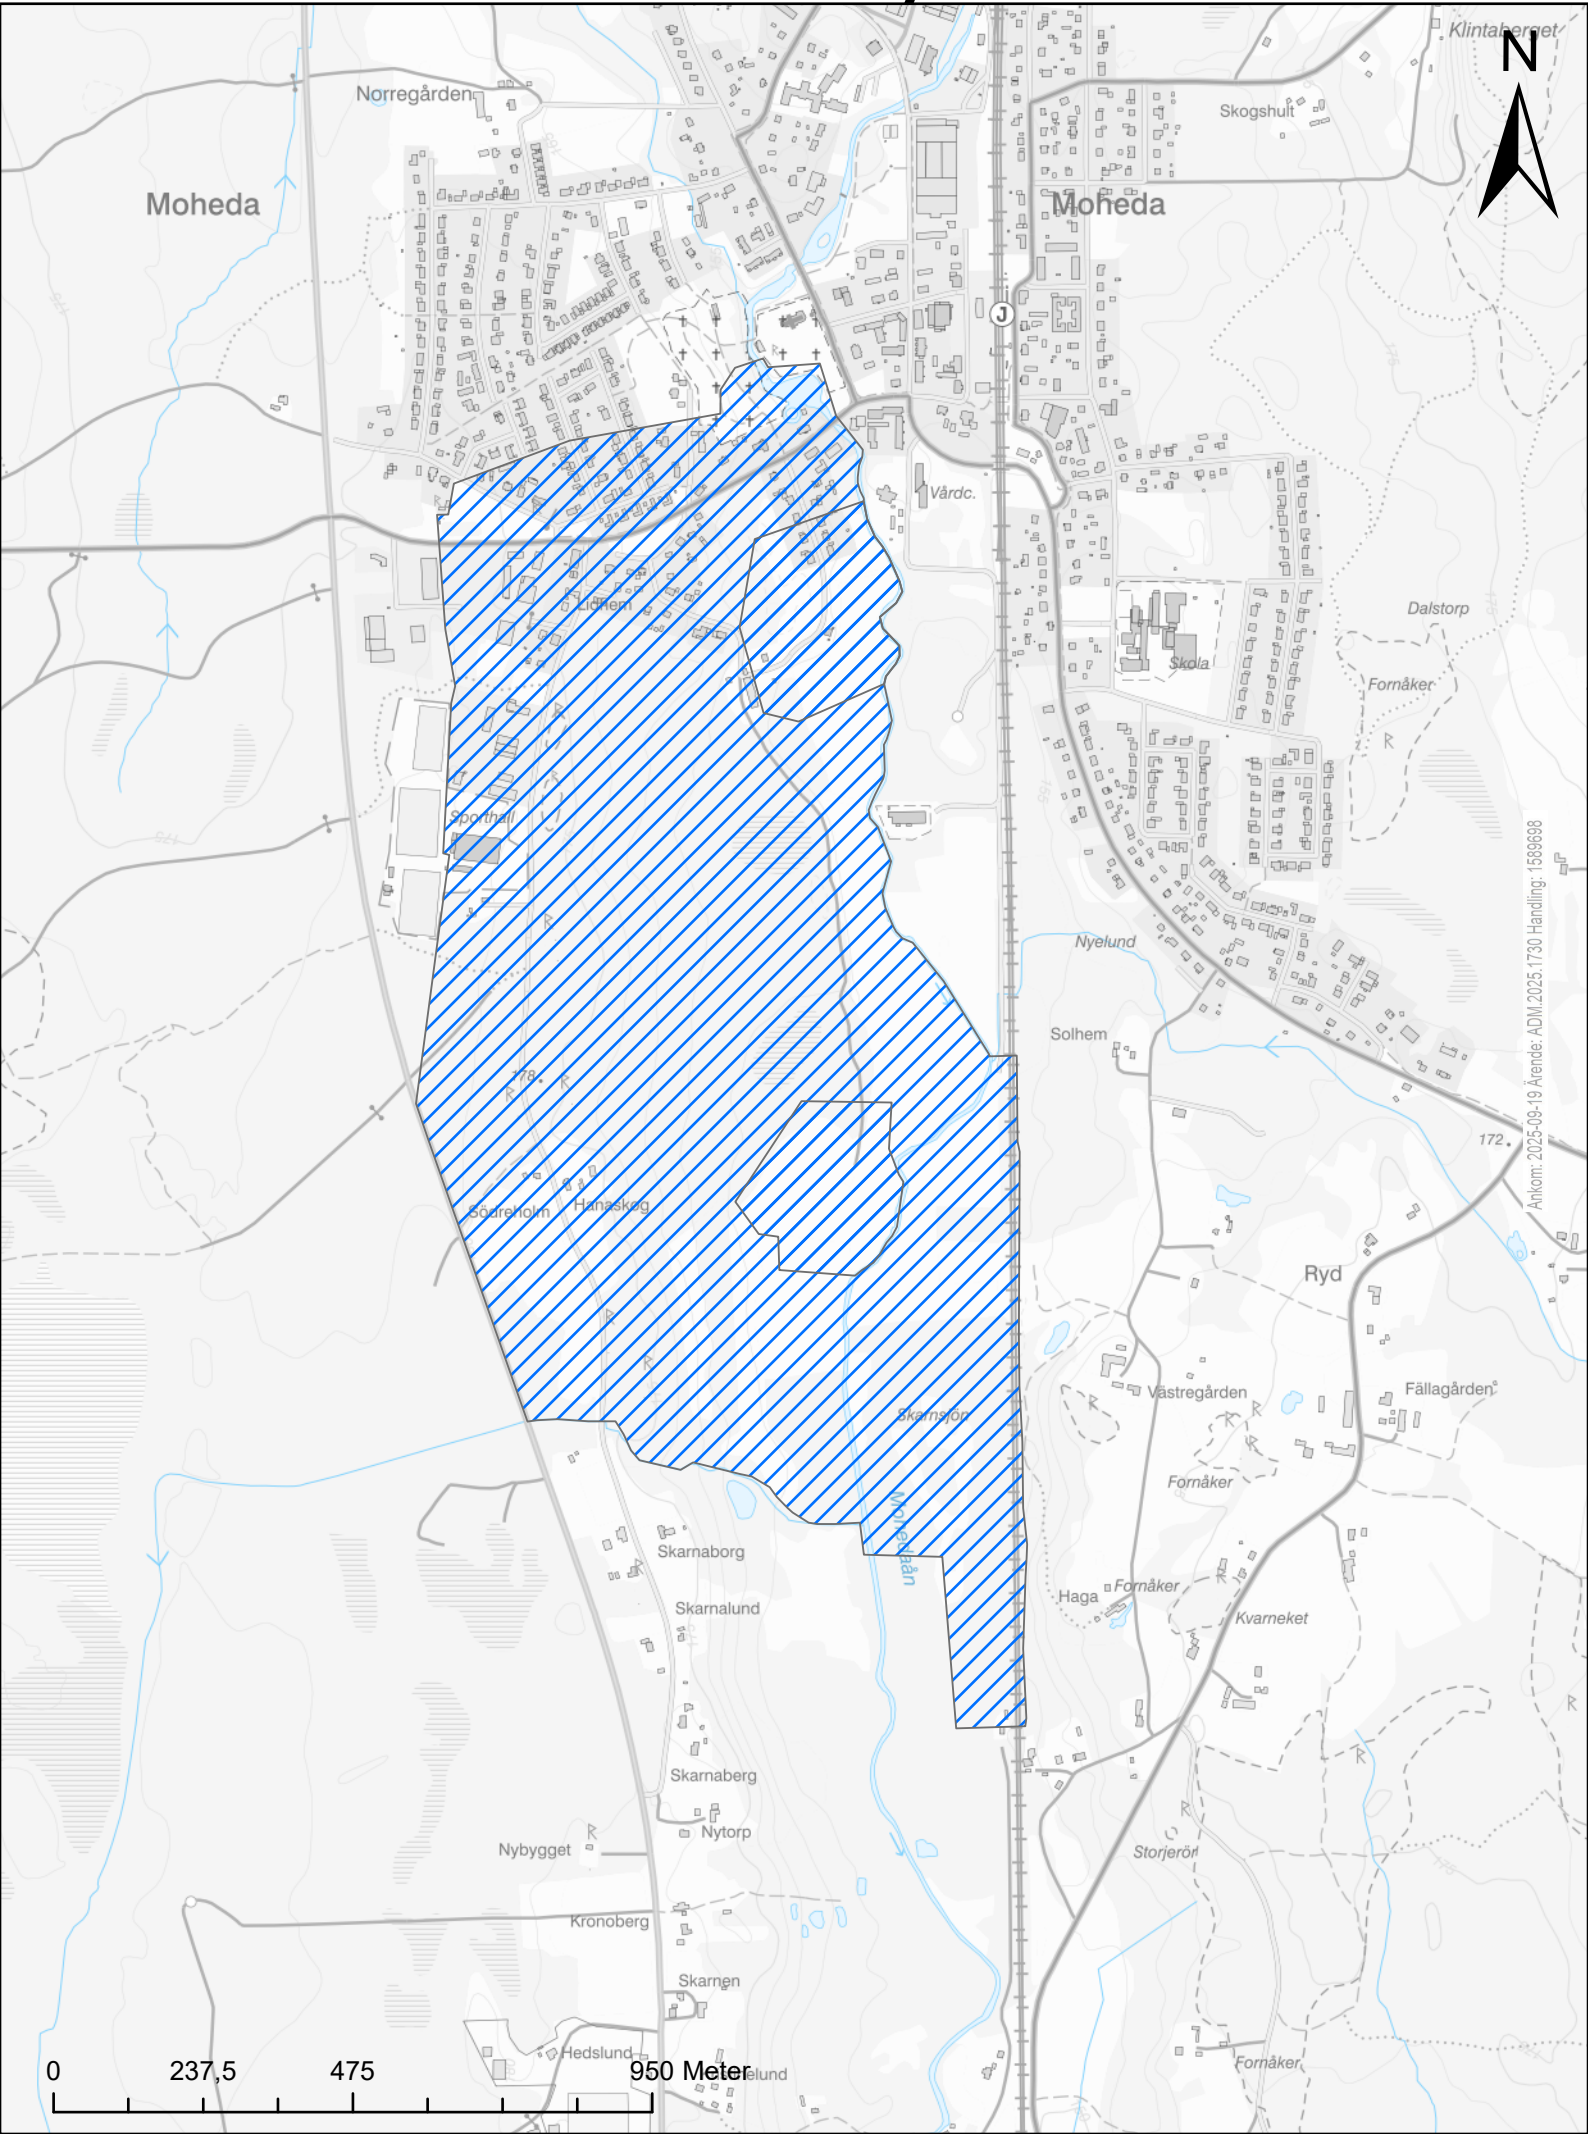 Klintaberget
N
Norregården
Skogshult
Moheda
Moheda
J
Vårdc.
Lidhem
Dalstorp
Skola
Fornåker
Sporthall
Nyelund
Solhem
178
172
Ankom: 2025-09-19 Ärende: ADM.2025.1730 Handling: 1589698
Södreholm
Hanaskog
Ryd
Västregården
Fällagården
Skarnsjön
Fornåker
Mohedaån
Skarnaborg
Haga
Fornåker
Skarnalund
Kvarneket
Skarnaberg
Nytorp
Nybygget
Storjerör
175
Kronoberg
Skarnen
Hedslund
Fornåker
0
237,5
475
950 Meter